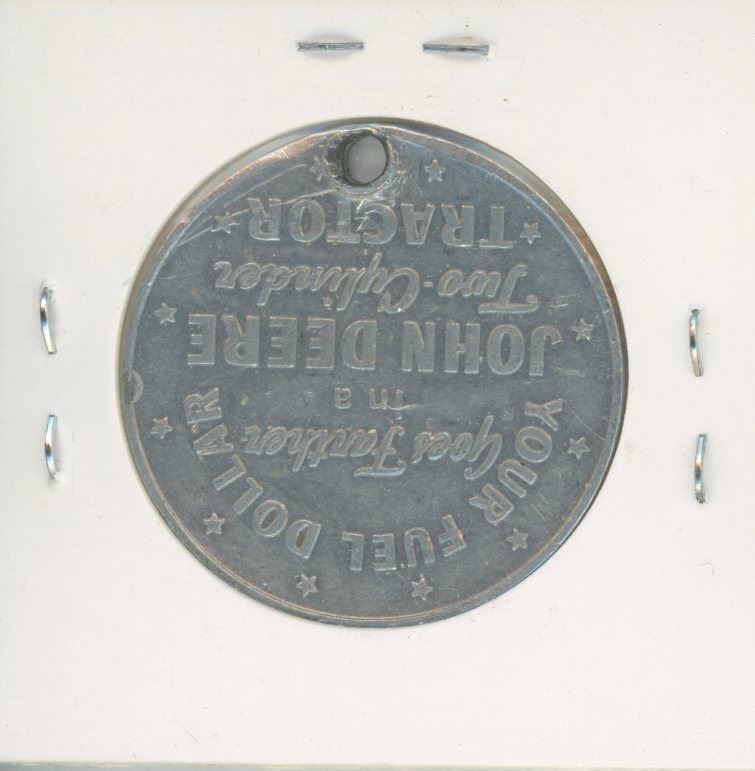 YOUR FUEL DOLLAR
Goes Farther
in a
JOHN DEERE
Two-Cylinder
TRACTOR